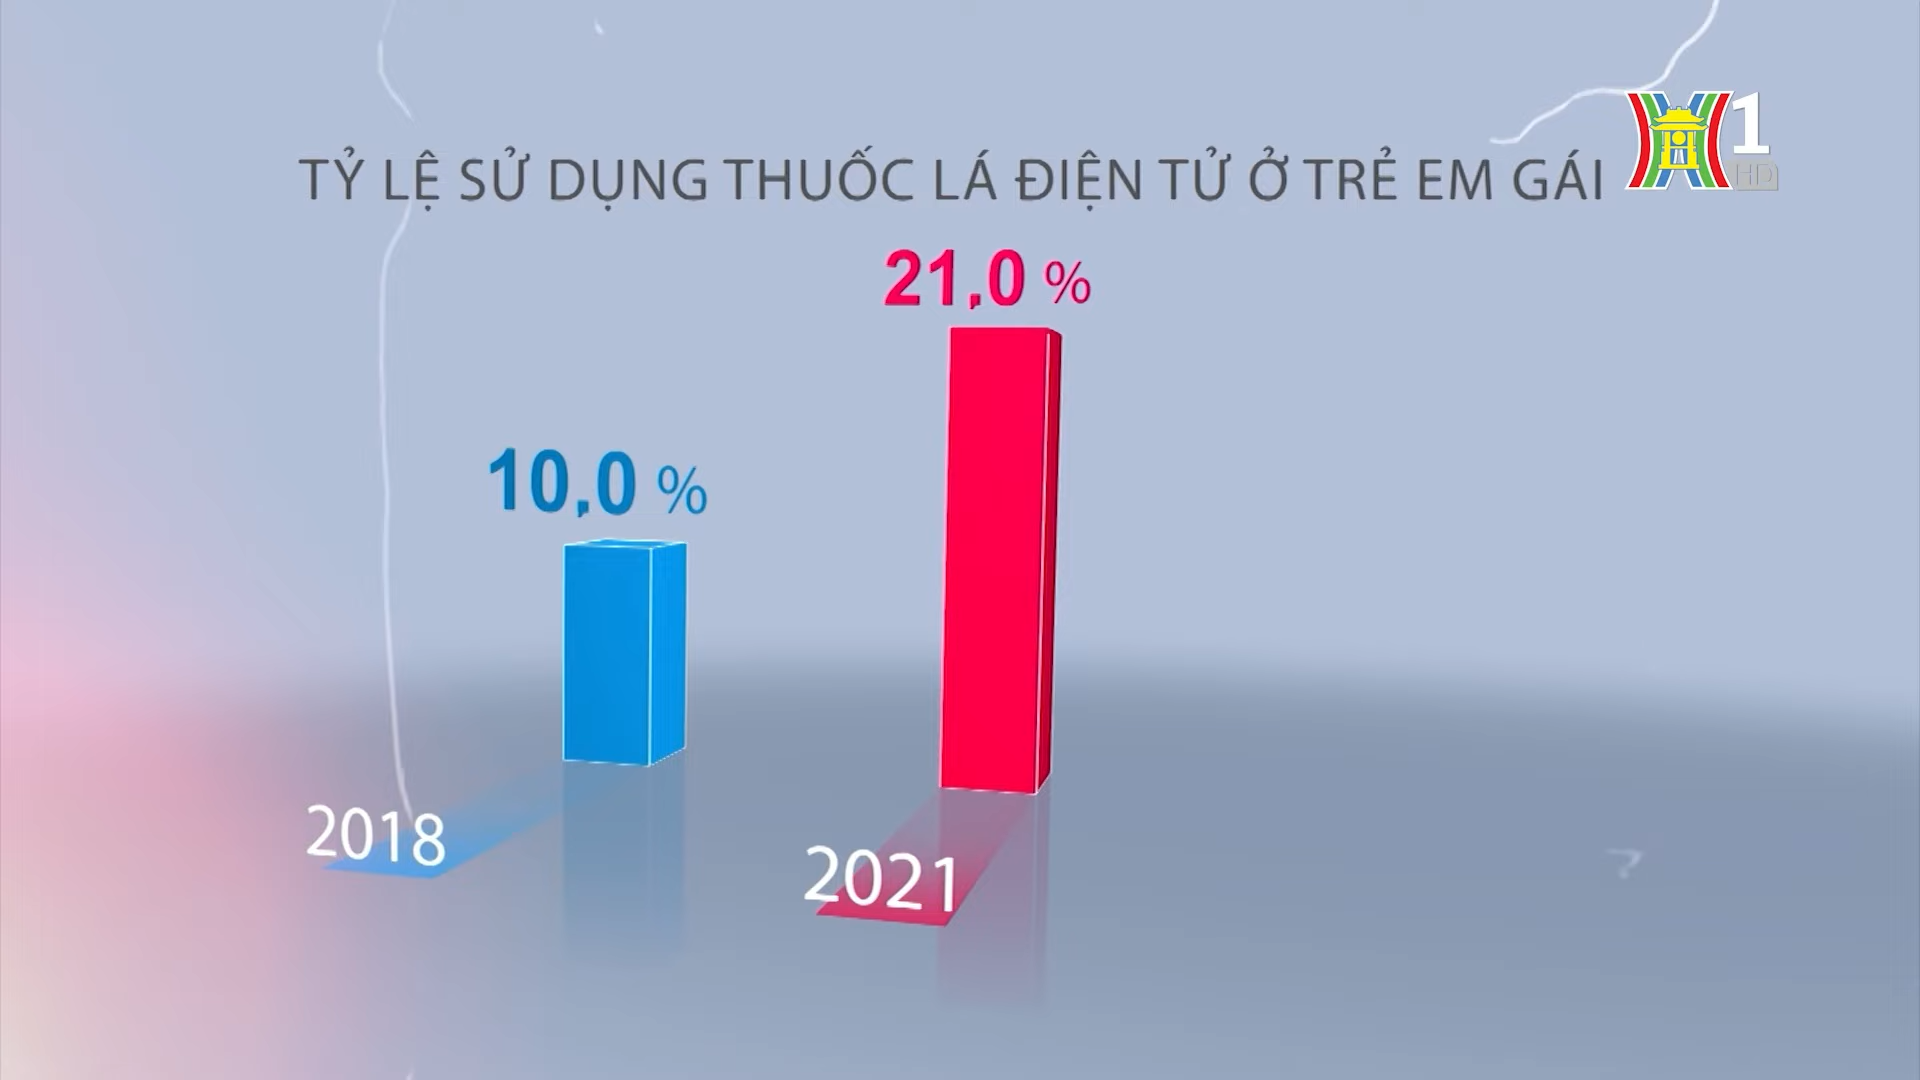 TỶ LỆ SỬ DỤNG THUỐC LÁ ĐIỆN TỬ Ở TRẺ EM GÁI
1
HD
21,0 %
10,0 %
2018
2021